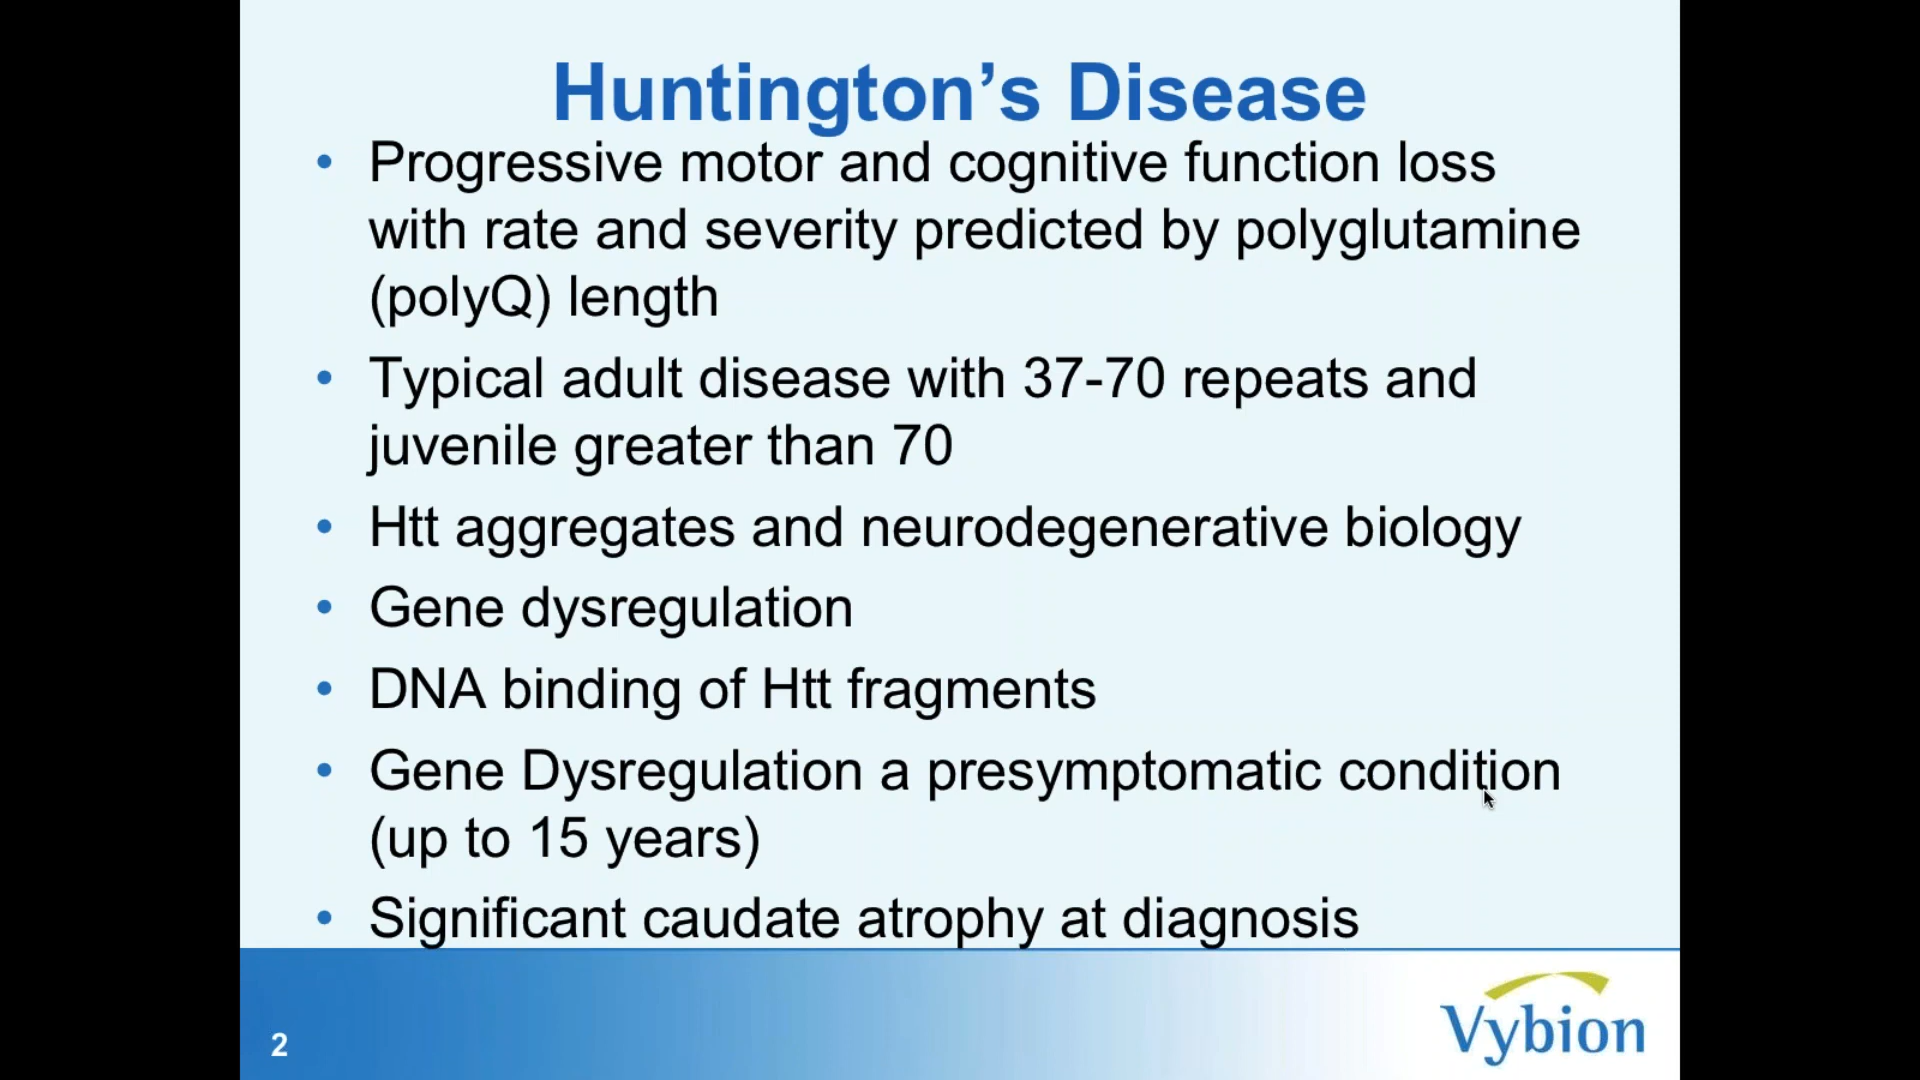 Huntington’s Disease
• Progressive motor and cognitive function loss
with rate and severity predicted by polyglutamine
(polyQ) length
• Typical adult disease with 37-70 repeats and
juvenile greater than 70
• Htt aggregates and neurodegenerative biology
• Gene dysregulation
• DNA binding of Htt fragments
• Gene Dysregulation a presymptomatic condition
(up to 15 years)
• Significant caudate atrophy at diagnosis
2
Vybion